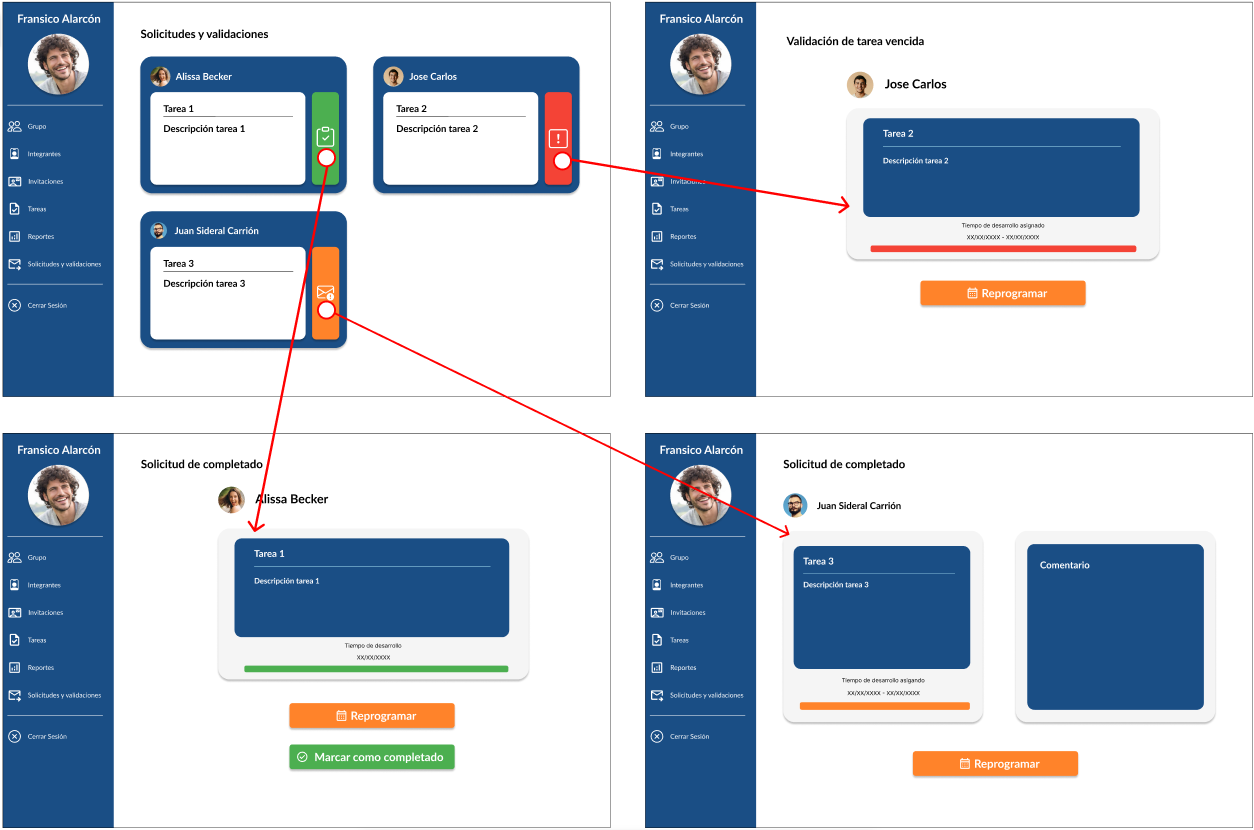 Fransico Alarcón
Grupo
Integrantes
Invitaciones
Tareas
Reportes
Solicitudes y validaciones
Cerrar Sesión
Solicitudes y validaciones
Alissa Becker
Tarea 1
Descripción tarea 1
Jose Carlos
Tarea 2
Descripción tarea 2
!
Juan Sideral Carrión
Tarea 3
Descripción tarea 3
Fransico Alarcón
Grupo
Integrantes
Invitaciones
Tareas
Reportes
Solicitudes y validaciones
Cerrar Sesión
Validación de tarea vencida
Jose Carlos
Tarea 2
Descripción tarea 2
Tiempo de desarrollo asignado
XX/XX/XXXX - XX/XX/XXXX
Reprogramar
Fransico Alarcón
Grupo
Integrantes
Invitaciones
Tareas
Reportes
Solicitudes y validaciones
Cerrar Sesión
Solicitud de completado
Alissa Becker
Tarea 1
Descripción tarea 1
Tiempo de desarrollo
XX/XX/XXXX
Reprogramar
Marcar como completado
Fransico Alarcón
Grupo
Integrantes
Invitaciones
Tareas
Reportes
Solicitudes y validaciones
Cerrar Sesión
Solicitud de completado
Juan Sideral Carrión
Tarea 3
Descripción tarea 3
Tiempo de desarrollo asigando
XX/XX/XXXX - XX/XX/XXXX
Comentario
Reprogramar